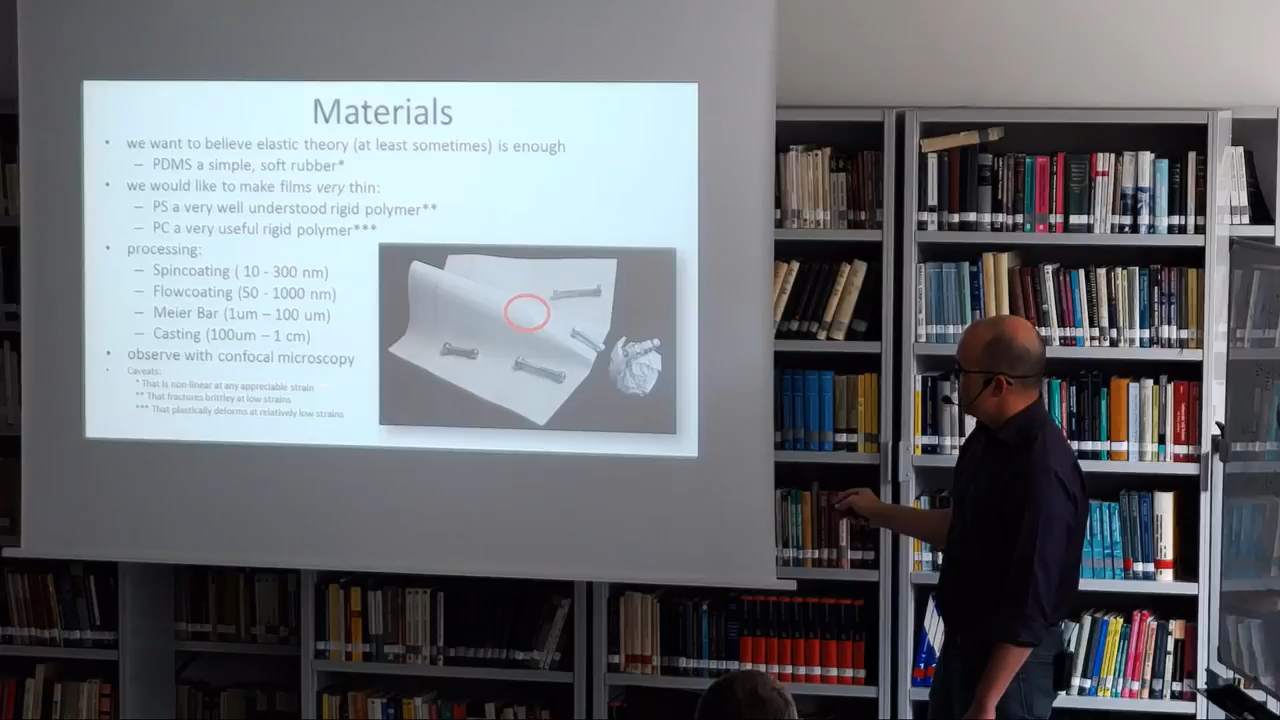 Materials
• we want to believe elastic theory (at least sometimes) is enough
– PDMS a simple, soft rubber*
• we would like to make films very thin:
– PS a very well understood rigid polymer**
– PC a very useful rigid polymer***
• processing:
– Spincoating ( 10 - 300 nm)
– Flowcoating (50 - 1000 nm)
– Meier Bar (1um – 100 um)
– Casting (100um – 1 cm)
• observe with confocal microscopy
• Caveats:
* That is non-linear at any appreciable strain
** That fractures brittley at low strains
*** That plastically deforms at relatively low strains